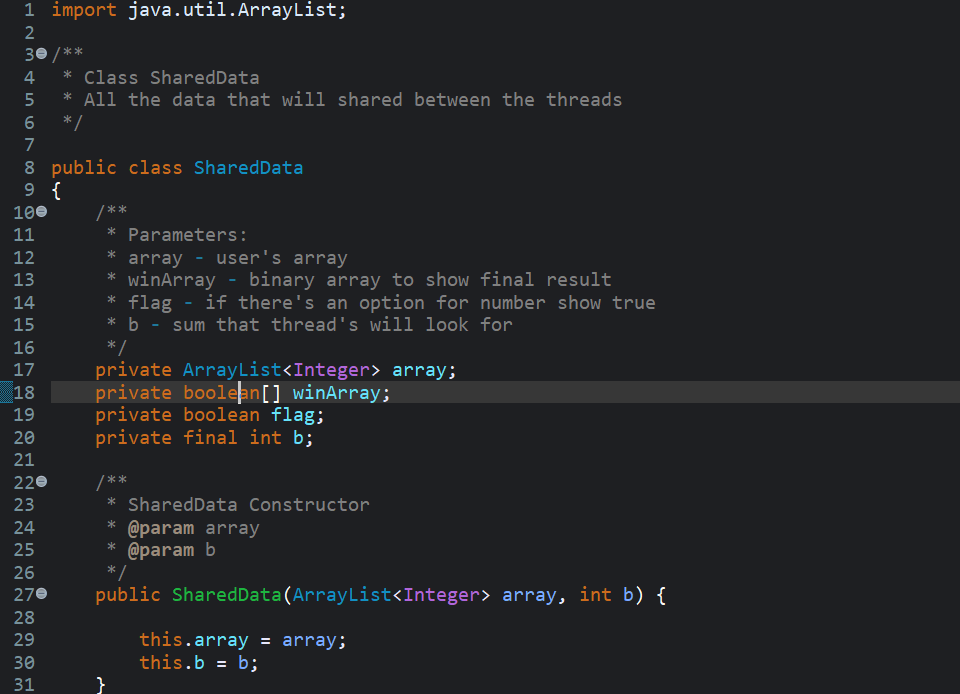 1 import java.util.ArrayList;
2
3 /**
4  * Class SharedData
5  * All the data that will shared between the threads
6  */
7
8 public class SharedData
9 {
10     /**
11      * Parameters:
12      * array - user's array
13      * winArray - binary array to show final result
14      * flag - if there's an option for number show true
15      * b - sum that thread's will look for
16      */
17     private ArrayList<Integer> array;
18     private boolean[] winArray;
19     private boolean flag;
20     private final int b;
21
22     /**
23      * SharedData Constructor
24      * @param array
25      * @param b
26      */
27     public SharedData(ArrayList<Integer> array, int b) {
28
29         this.array = array;
30         this.b = b;
31     }